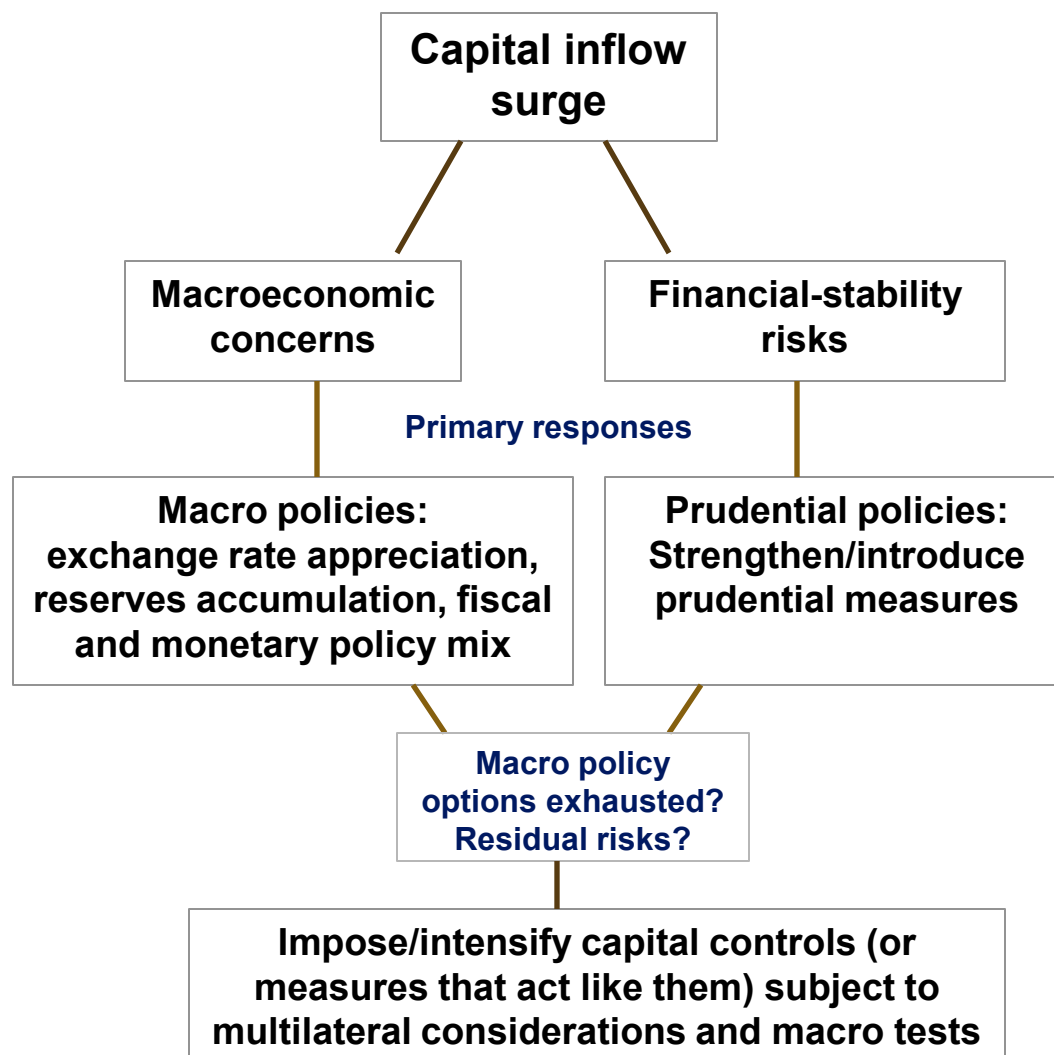 Capital inflow
surge
Macroeconomic
concerns
Financial-stability
risks
Primary responses
Macro policies:
exchange rate appreciation,
reserves accumulation, fiscal
and monetary policy mix
Prudential policies:
Strengthen/introduce
prudential measures
Macro policy
options exhausted?
Residual risks?
Impose/intensify capital controls (or
measures that act like them) subject to
multilateral considerations and macro tests